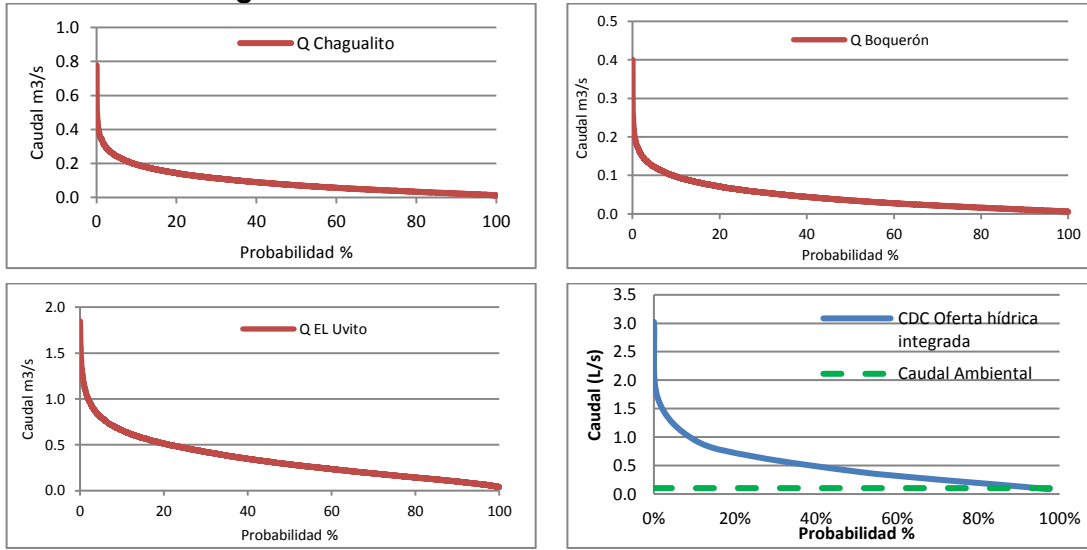 1.0
0.8
0.6
0.4
0.2
0.0
Caudal m3/s
Q Chagualito
0 20 40 60 80 100
Probabilidad %
0.5
0.4
0.3
0.2
0.1
0.0
Caudal m3/s
Q Boquerón
0 20 40 60 80 100
Probabilidad %
2.0
1.5
1.0
0.5
0.0
Caudal m3/s
Q EL Uvito
0 20 40 60 80 100
Probabilidad %
3.5
3.0
2.5
2.0
1.5
1.0
0.5
0.0
Caudal (L/s)
CDC Oferta hídrica
integrada
Caudal Ambiental
0% 20% 40% 60% 80% 100%
Probabilidad %